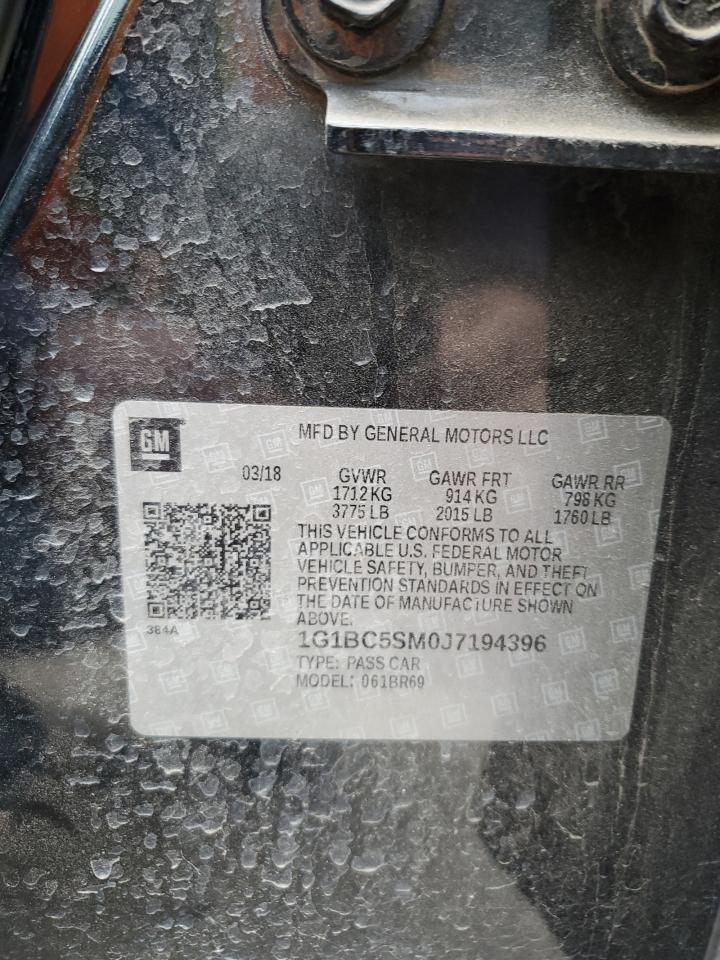 GM
MFD BY GENERAL MOTORS LLC
03/18 GVWR GAWR FRT GAWR RR
1712 KG 914 KG 798 KG
3775 LB 2015 LB 1760 LB
THIS VEHICLE CONFORMS TO ALL
APPLICABLE U.S. FEDERAL MOTOR
VEHICLE SAFETY, BUMPER, AND THEFT
PREVENTION STANDARDS IN EFFECT ON
THE DATE OF MANUFACTURE SHOWN
ABOVE.
384A
1G1BC5SM0J7194396
TYPE: PASS CAR
MODEL: 061BR69